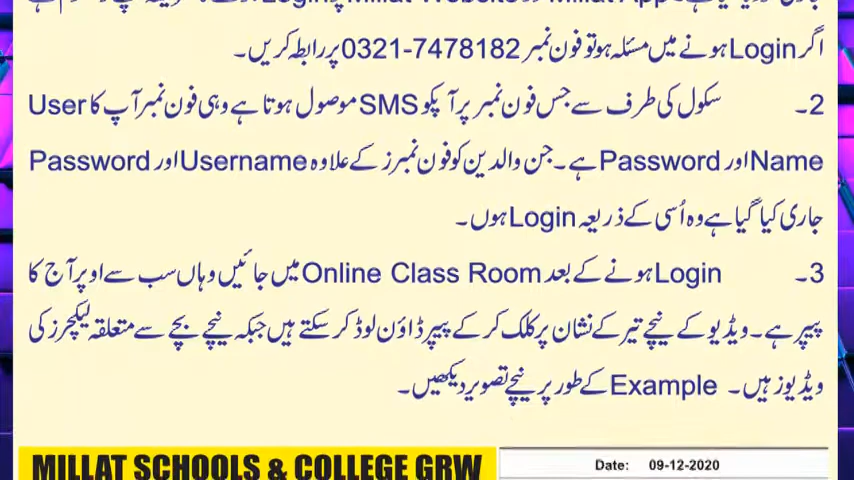 اگر Login ہونے میں مسئلہ ہو تو فون نمبر 0321-7478182 پر رابطہ کریں۔
2۔ سکول کی طرف سے جس فون نمبر پر آپکو SMS موصول ہوتا ہے وہی فون نمبر آپ کا User
Name اور Password ہے۔ جن والدین کو فون نمبرز کے علاوہ Username اور Password
جاری کیا گیا ہے وہ اُسی کے ذریعہ Login ہوں۔
3۔ Login ہونے کے بعد Online Class Room میں جائیں وہاں سب سے اوپر آج کا
پیپر ہے۔ ویڈیو کے نیچے تیر کے نشان پر کلک کر کے پیپر ڈاؤن لوڈ کر سکتے ہیں جبکہ نیچے بچے سے متعلقہ لیکچرز کی
ویڈیوز ہیں۔ Example کے طور پر نیچے تصویر دیکھیں۔
MILLAT SCHOOLS & COLLEGE GRW
Date: 09-12-2020